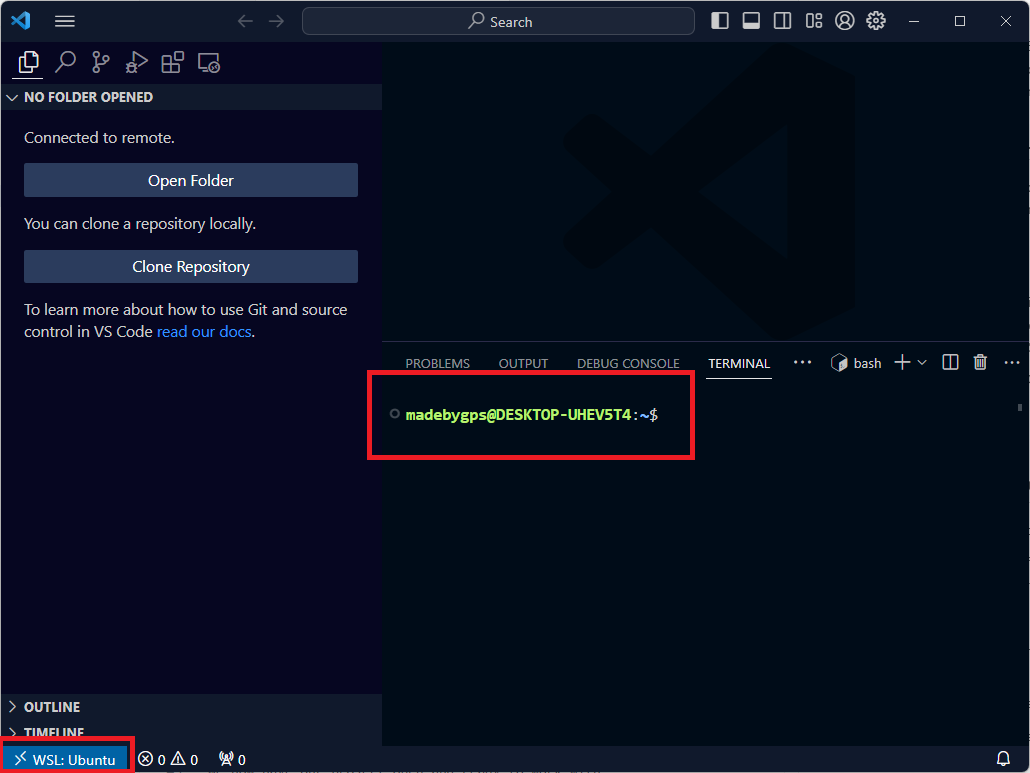 Search
NO FOLDER OPENED
Connected to remote.
Open Folder
You can clone a repository locally.
Clone Repository
To learn more about how to use Git and source
control in VS Code read our docs.
PROBLEMS OUTPUT DEBUG CONSOLE TERMINAL ··· bash
madebygps@DESKTOP-UHEV5T4:~$
OUTLINE
TIMELINE
WSL: Ubuntu 0 0 0